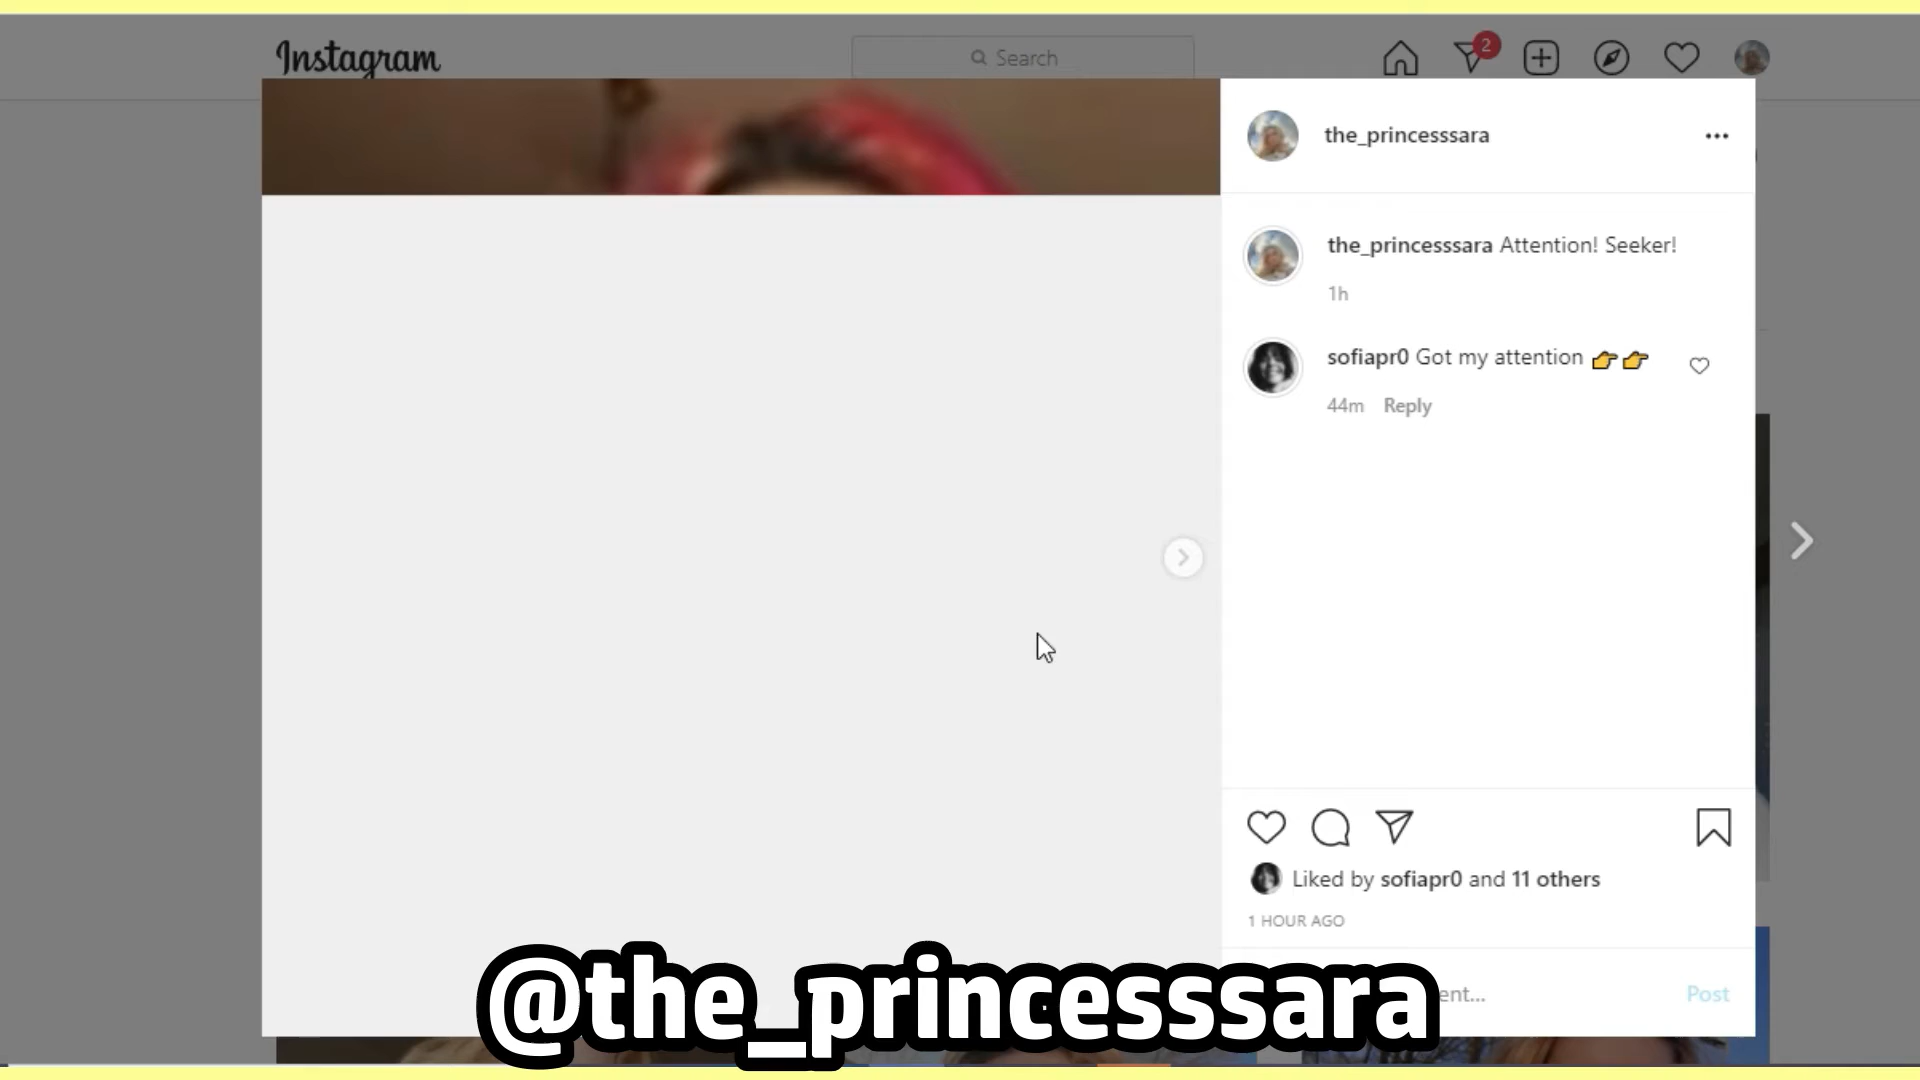 Instagram
Search
2
the_princesssara
the_princesssara Attention! Seeker!
1h
sofiapr0 Got my attention 👉👉
44m Reply
Liked by sofiapr0 and 11 others
1 HOUR AGO
ent...
Post
@the_princesssara